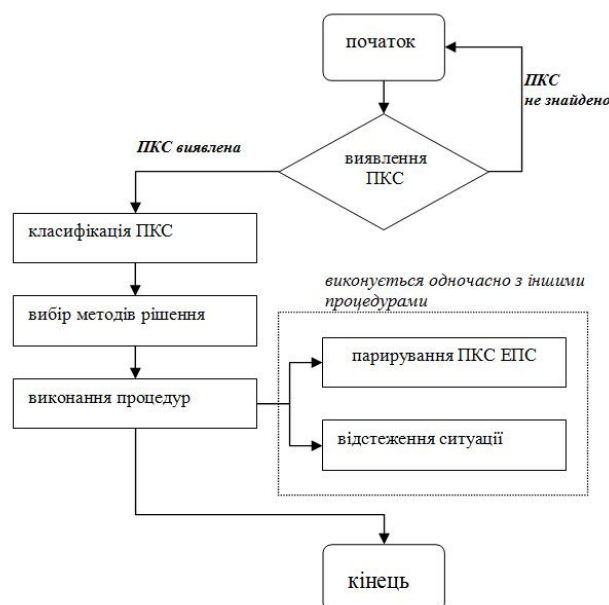 початок
ПКС
не знайдено
ПКС виявлена
виявлення
ПКС
класифікація ПКС
виконується одночасно з іншими
процедурами
вибір методів рішення
парирування ПКС ЕПС
виконання процедур
відстеження ситуації
кінець